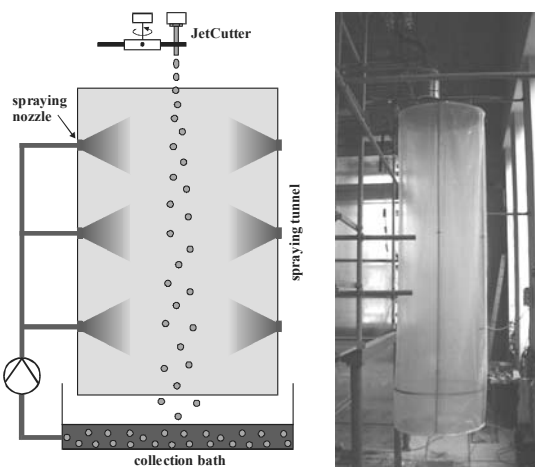 JetCutter
spraying
nozzle
spraying tunnel
collection bath